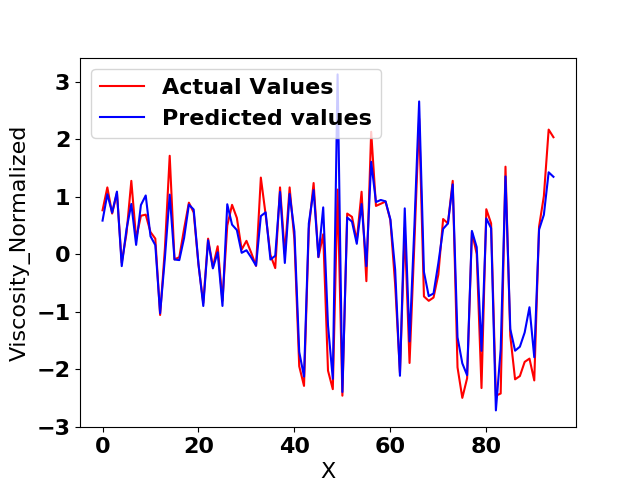 Actual Values
Predicted values
3
2
1
0
−1
−2
−3
Viscosity_Normalized
0 20 40 60 80
X